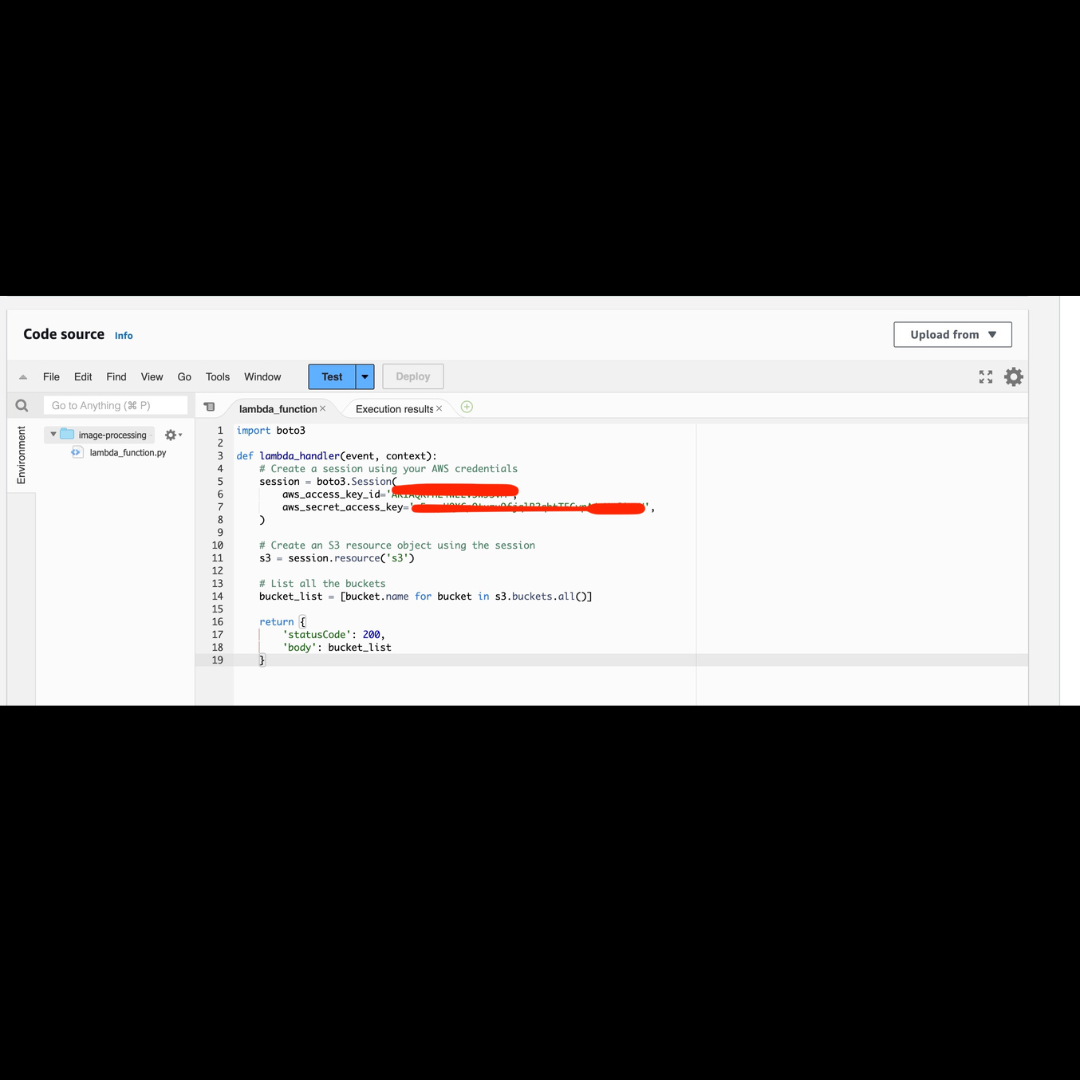 Code source Info
Upload from
File Edit Find View Go Tools Window Test Deploy
Go to Anything (⌘ P)
lambda_function Execution results
Environment
image-processing
lambda_function.py
1 import boto3
2
3 def lambda_handler(event, context):
4 # Create a session using your AWS credentials
5 session = boto3.Session(
6 aws_access_key_id='
7 aws_secret_access_key= ',
8 )
9
10 # Create an S3 resource object using the session
11 s3 = session.resource('s3')
12
13 # List all the buckets
14 bucket_list = [bucket.name for bucket in s3.buckets.all()]
15
16 return {
17 'statusCode': 200,
18 'body': bucket_list
19 }